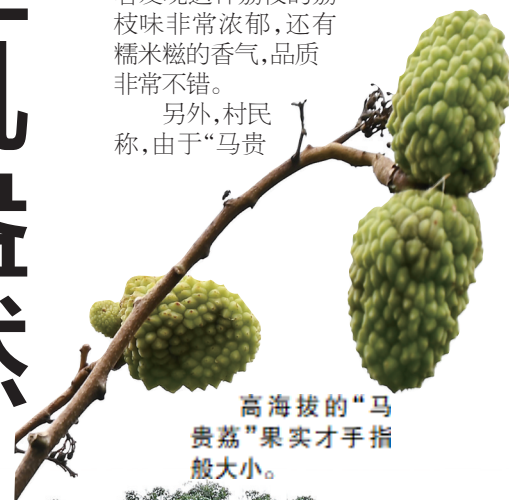 枝味非常浓郁,还有
糯米糍的香气,品质
非常不错。
另外,村民
称,由于“马贵
高海拔的“马
贵荔”果实才手指
般大小。